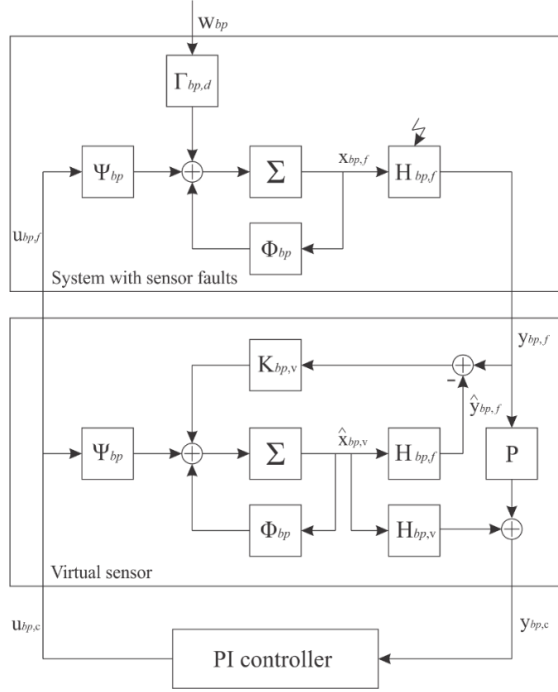 w_bp
Γ_bp,d
Ψ_bp
+
Σ
x_bp,f
H_bp,f
u_bp,f
Φ_bp
System with sensor faults
y_bp,f
K_bp,v
+
-
ŷ_bp,f
Ψ_bp
+
Σ
x̂_bp,v
H_bp,f
P
Φ_bp
H_bp,v
+
Virtual sensor
u_bp,c
y_bp,c
PI controller